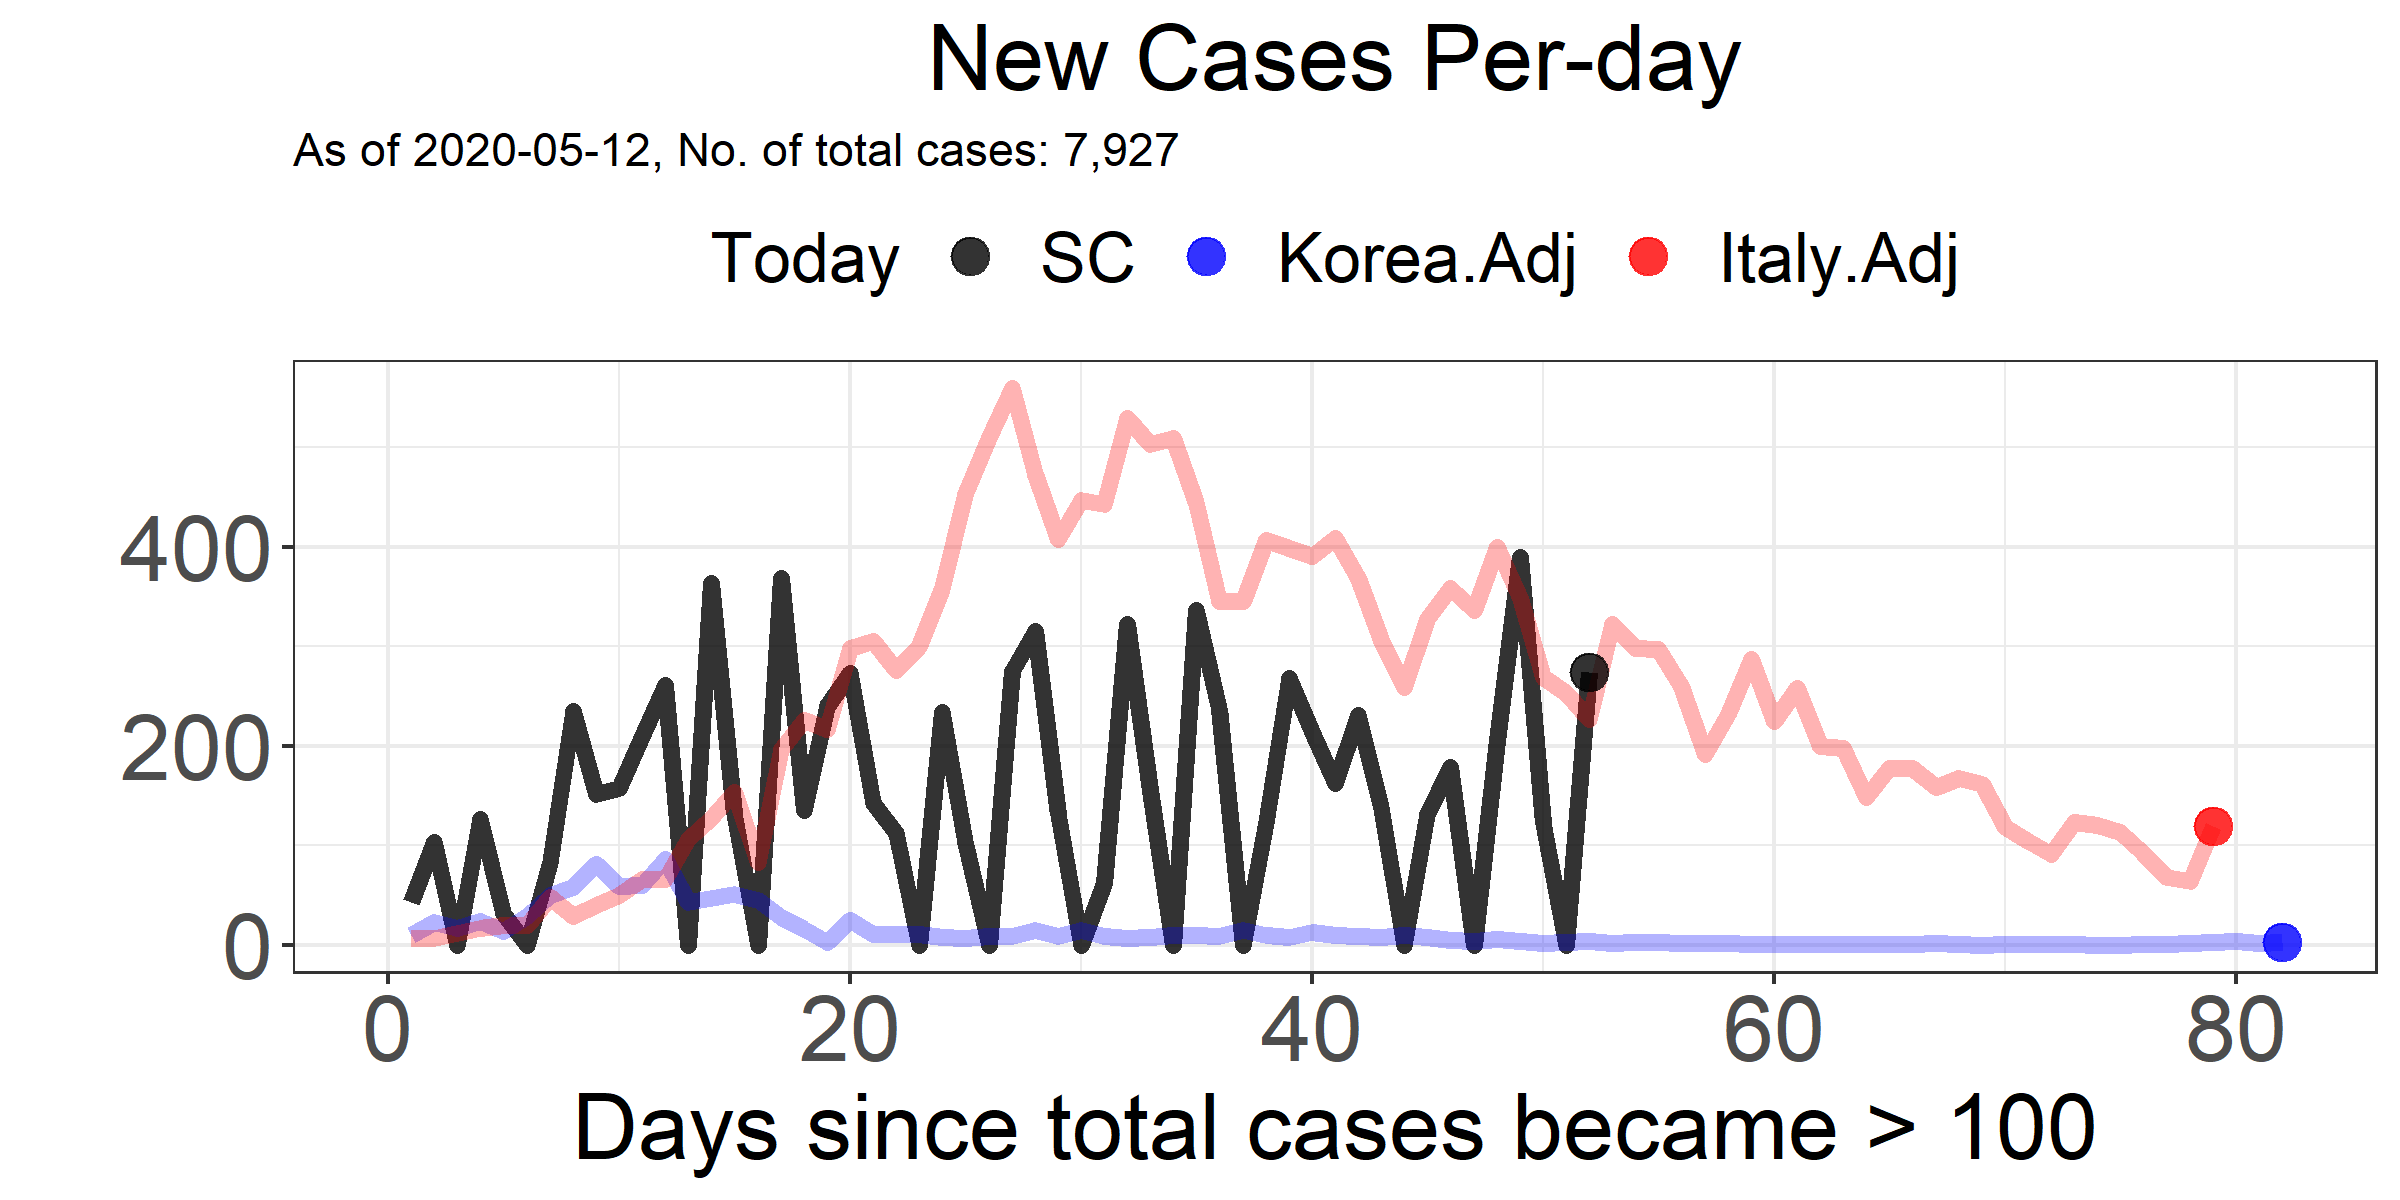 New Cases Per-day
As of 2020-05-12, No. of total cases: 7,927
Today SC Korea.Adj Italy.Adj
400
200
0
0 20 40 60 80
Days since total cases became > 100